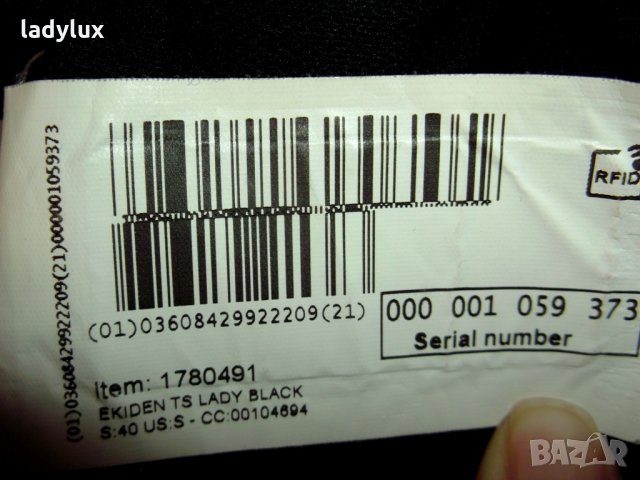 ladylux
(01)03608429922209(21)000001059373
RFID
(01)03608429922209(21)
000 001 059 373
Serial number
Item: 1780491
EKIDEN TS LADY BLACK
S:40 US:S - CC:00104694
BAZAR